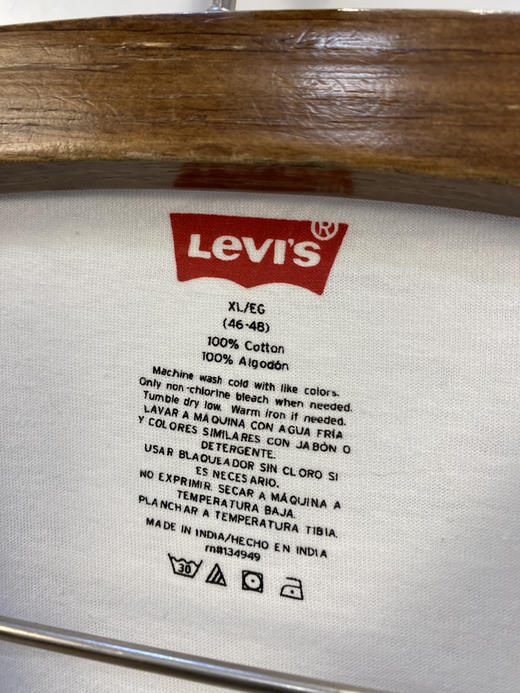 Levi's®
XL/EG
(46-48)
100% Cotton
100% Algodón
Machine wash cold with like colors.
Only non-chlorine bleach when needed.
Tumble dry low. Warm iron if needed.
LAVAR A MÁQUINA CON AGUA FRÍA
Y COLORES SIMILARES CON JABÓN O
DETERGENTE.
USAR BLAQUEADOR SIN CLORO SI
ES NECESARIO.
NO EXPRIMIR. SECAR A MÁQUINA A
TEMPERATURA BAJA.
PLANCHAR A TEMPERATURA TIBIA.
MADE IN INDIA/HECHO EN INDIA
rn#134949
30